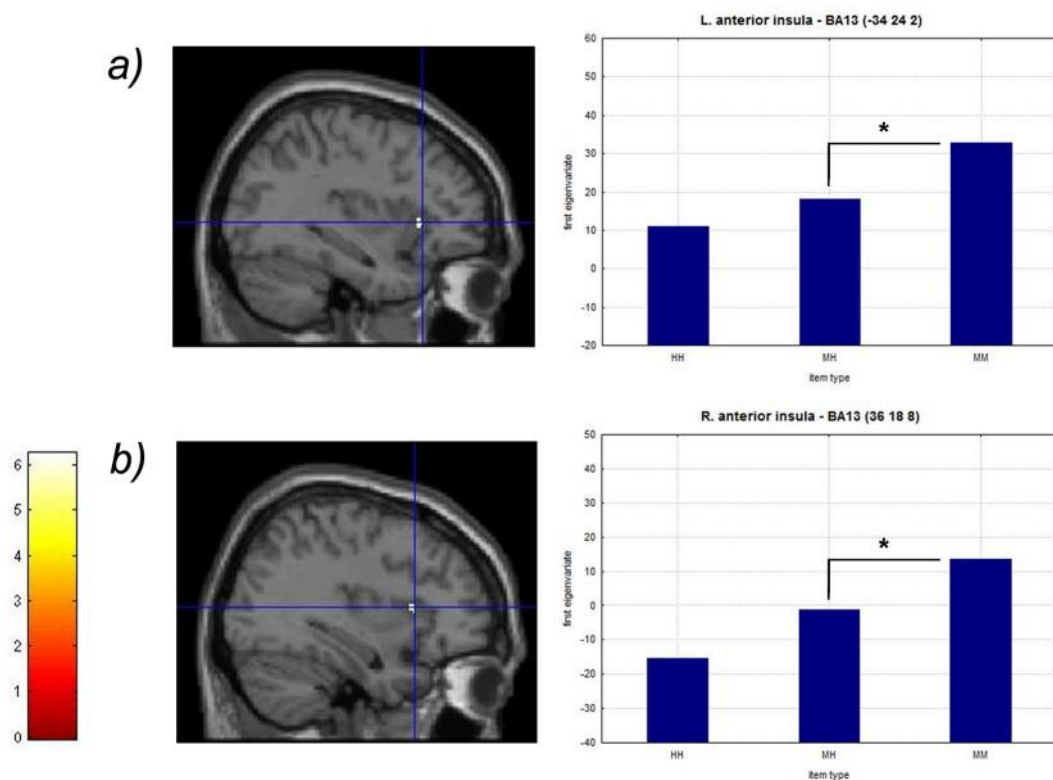 a)
L. anterior insula - BA13 (-34 24 2)
60
50
40
30
20
10
0
-10
-20
first eigenvariate
*
HH
MH
MM
item type
b)
6
5
4
3
2
1
0
R. anterior insula - BA13 (36 18 8)
50
40
30
20
10
0
-10
-20
-30
-40
first eigenvariate
*
HH
MH
MM
item type